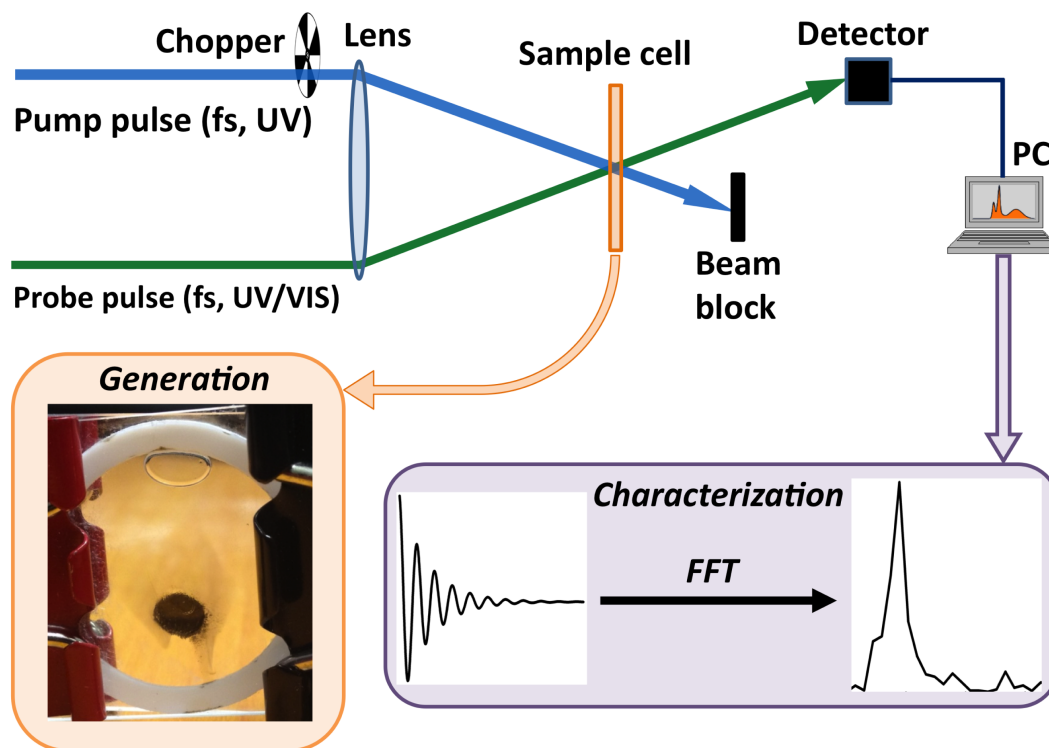 Chopper
Lens
Sample cell
Detector
Pump pulse (fs, UV)
PC
Probe pulse (fs, UV/VIS)
Beam
block
Generation
Characterization
FFT